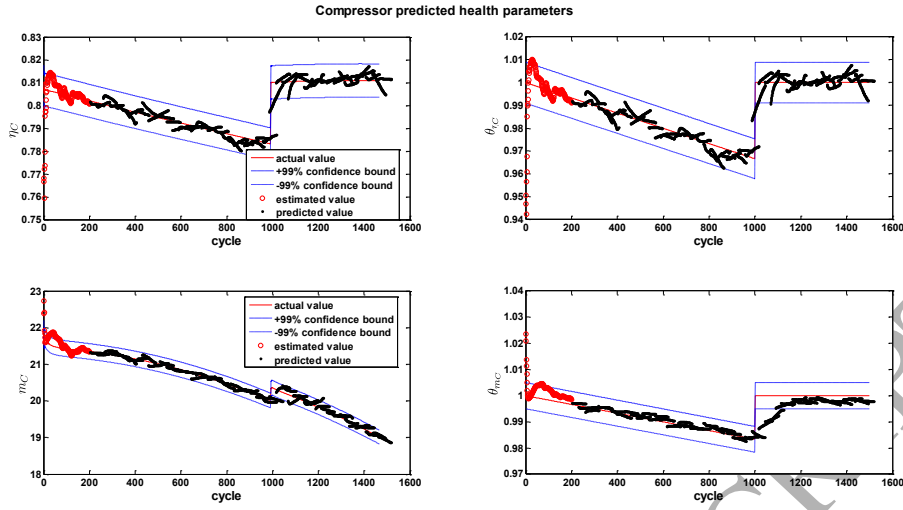 Compressor predicted health parameters
0.83
0.82
0.81
0.8
0.79
0.78
0.77
0.76
0.75
η_C
0 200 400 600 800 1000 1200 1400 1600
cycle
actual value
+99% confidence bound
-99% confidence bound
estimated value
predicted value
1.02
1.01
1
0.99
0.98
0.97
0.96
0.95
0.94
0 200 400 600 800 1000 1200 1400 1600
cycle
23
22
21
20
19
18
m_C
0 200 400 600 800 1000 1200 1400 1600
cycle
actual value
+99% confidence bound
-99% confidence bound
estimated value
predicted value
1.04
1.03
1.02
1.01
1
0.99
0.98
0.97
θ_mC
0 200 400 600 800 1000 1200 1400 1600
cycle